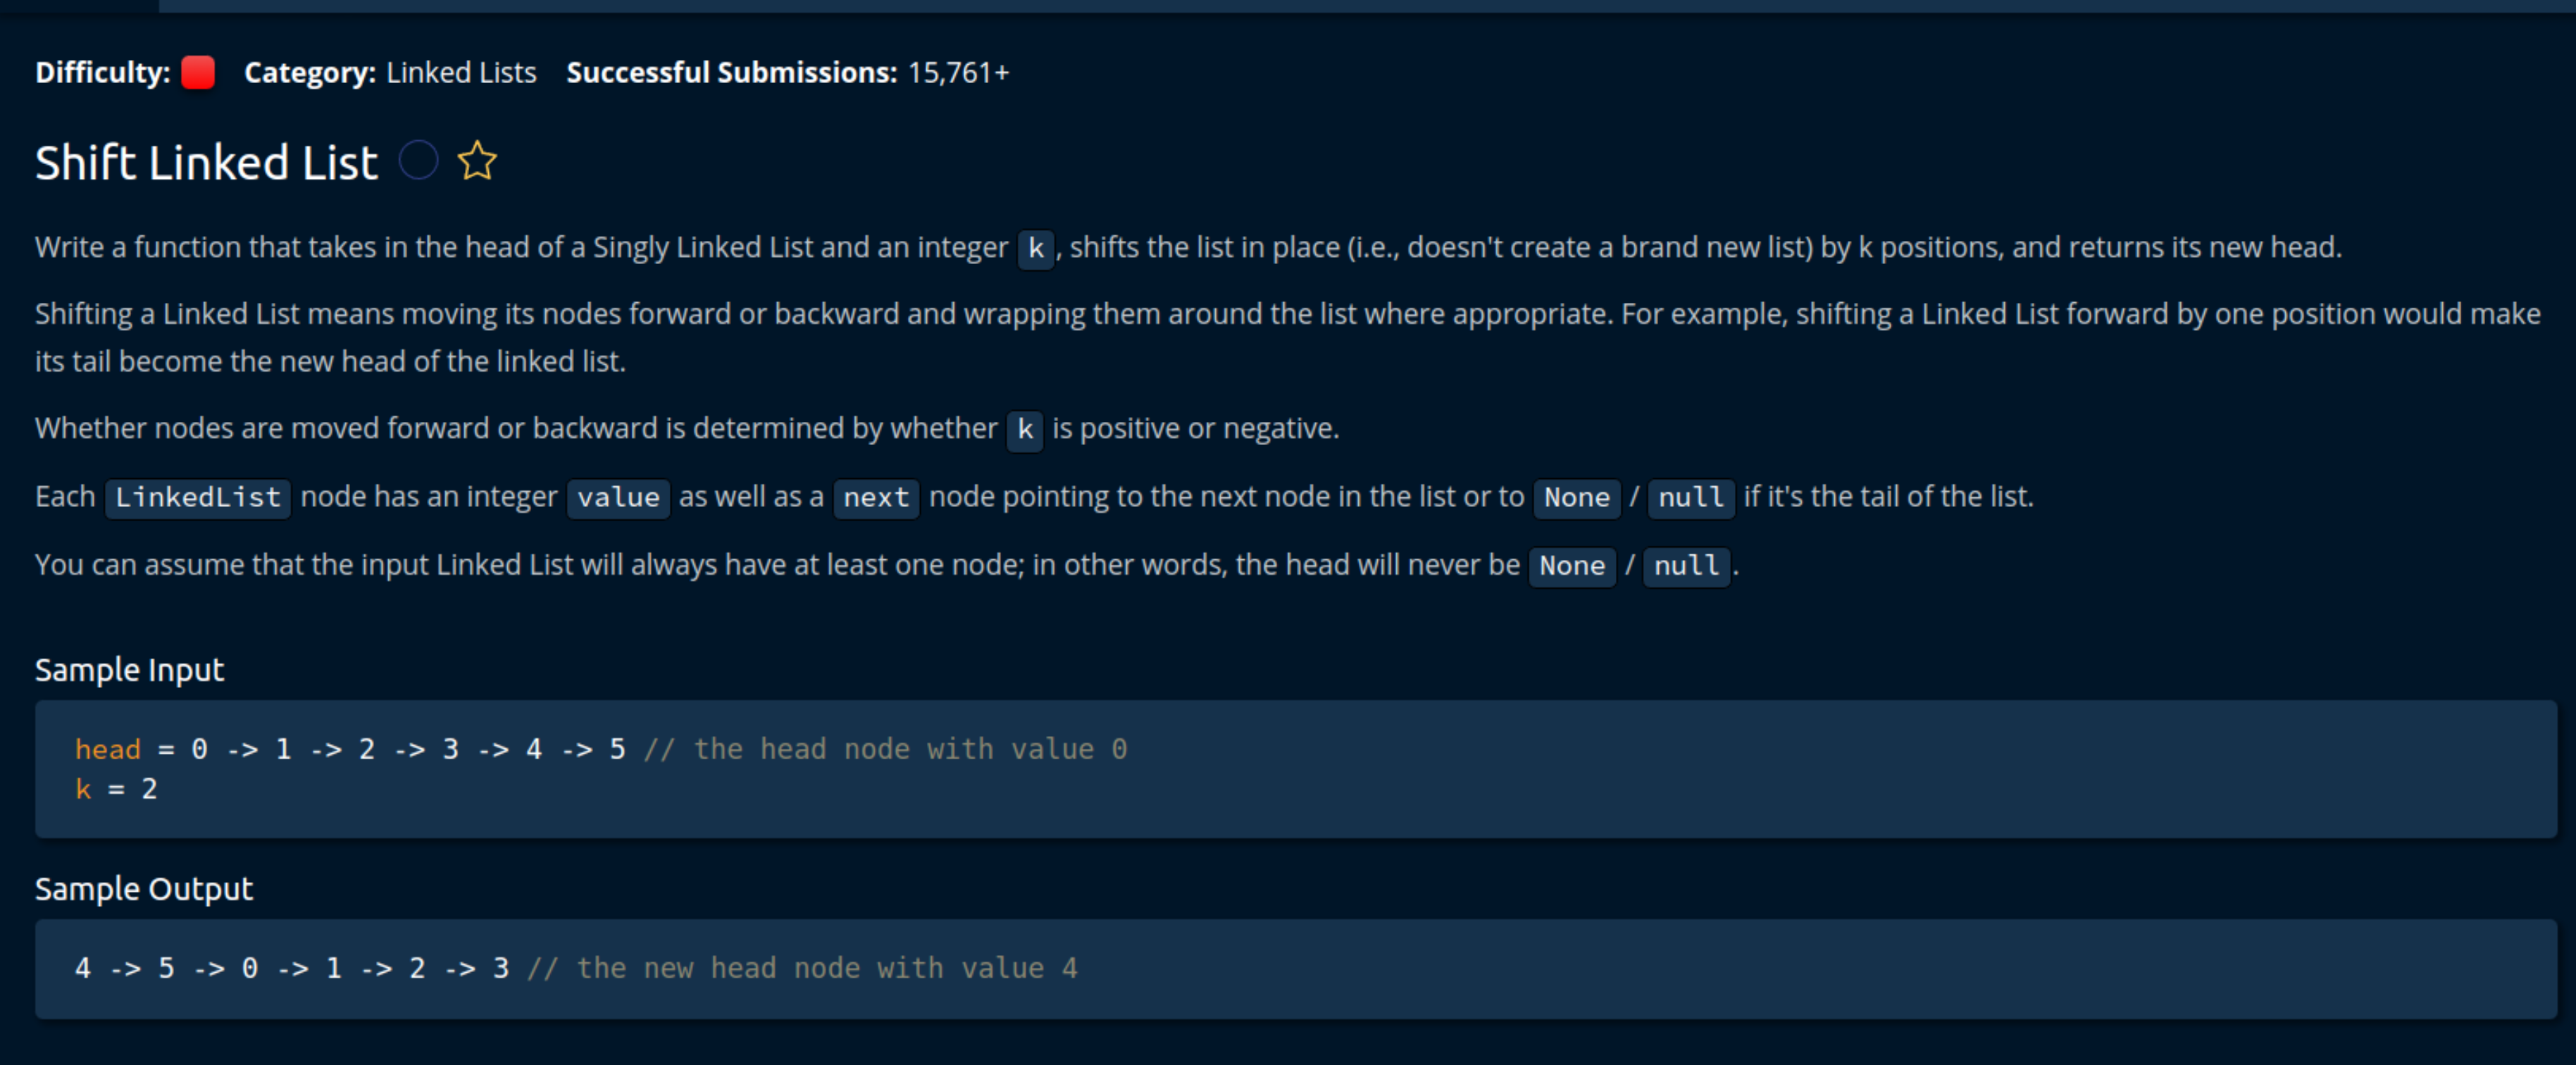 Difficulty: Category: Linked Lists Successful Submissions: 15,761+
Shift Linked List
Write a function that takes in the head of a Singly Linked List and an integer k, shifts the list in place (i.e., doesn't create a brand new list) by k positions, and returns its new head.
Shifting a Linked List means moving its nodes forward or backward and wrapping them around the list where appropriate. For example, shifting a Linked List forward by one position would make
its tail become the new head of the linked list.
Whether nodes are moved forward or backward is determined by whether k is positive or negative.
Each LinkedList node has an integer value as well as a next node pointing to the next node in the list or to None / null if it's the tail of the list.
You can assume that the input Linked List will always have at least one node; in other words, the head will never be None / null.
Sample Input
head = 0 -> 1 -> 2 -> 3 -> 4 -> 5 // the head node with value 0
k = 2
Sample Output
4 -> 5 -> 0 -> 1 -> 2 -> 3 // the new head node with value 4